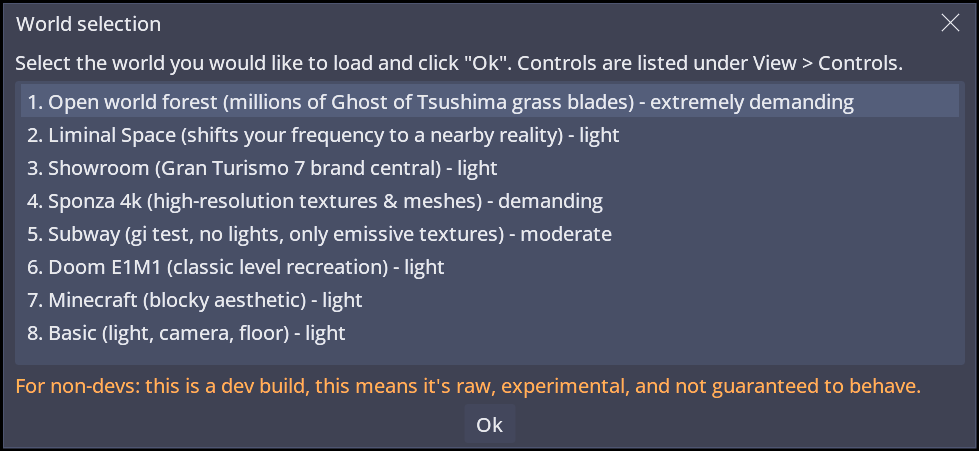 World selection
Select the world you would like to load and click "Ok". Controls are listed under View > Controls.
1. Open world forest (millions of Ghost of Tsushima grass blades) - extremely demanding
2. Liminal Space (shifts your frequency to a nearby reality) - light
3. Showroom (Gran Turismo 7 brand central) - light
4. Sponza 4k (high-resolution textures & meshes) - demanding
5. Subway (gi test, no lights, only emissive textures) - moderate
6. Doom E1M1 (classic level recreation) - light
7. Minecraft (blocky aesthetic) - light
8. Basic (light, camera, floor) - light
For non-devs: this is a dev build, this means it's raw, experimental, and not guaranteed to behave.
Ok